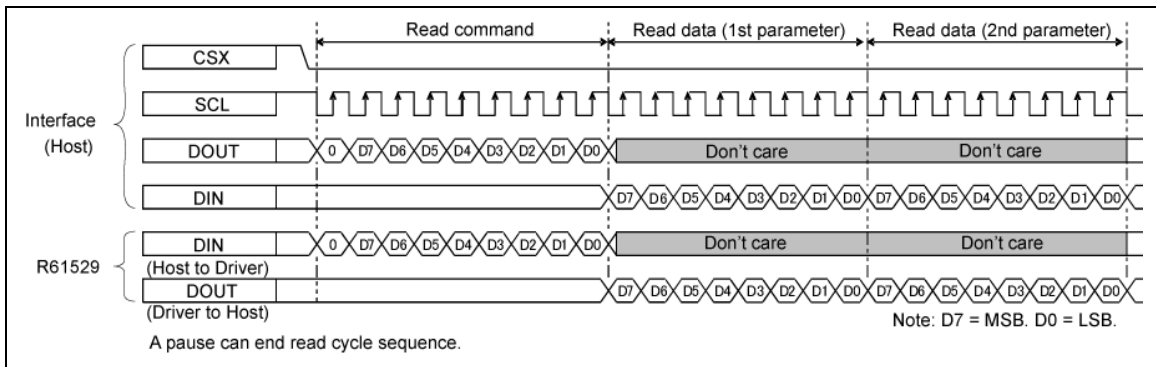 Read command Read data (1st parameter) Read data (2nd parameter)
CSX
SCL
Interface
(Host)
DOUT 0 D7 D6 D5 D4 D3 D2 D1 D0 Don't care Don't care
DIN D7 D6 D5 D4 D3 D2 D1 D0 D7 D6 D5 D4 D3 D2 D1 D0
DIN 0 D7 D6 D5 D4 D3 D2 D1 D0 Don't care Don't care
R61529
(Host to Driver)
DOUT D7 D6 D5 D4 D3 D2 D1 D0 D7 D6 D5 D4 D3 D2 D1 D0
(Driver to Host)
Note: D7 = MSB. D0 = LSB.
A pause can end read cycle sequence.